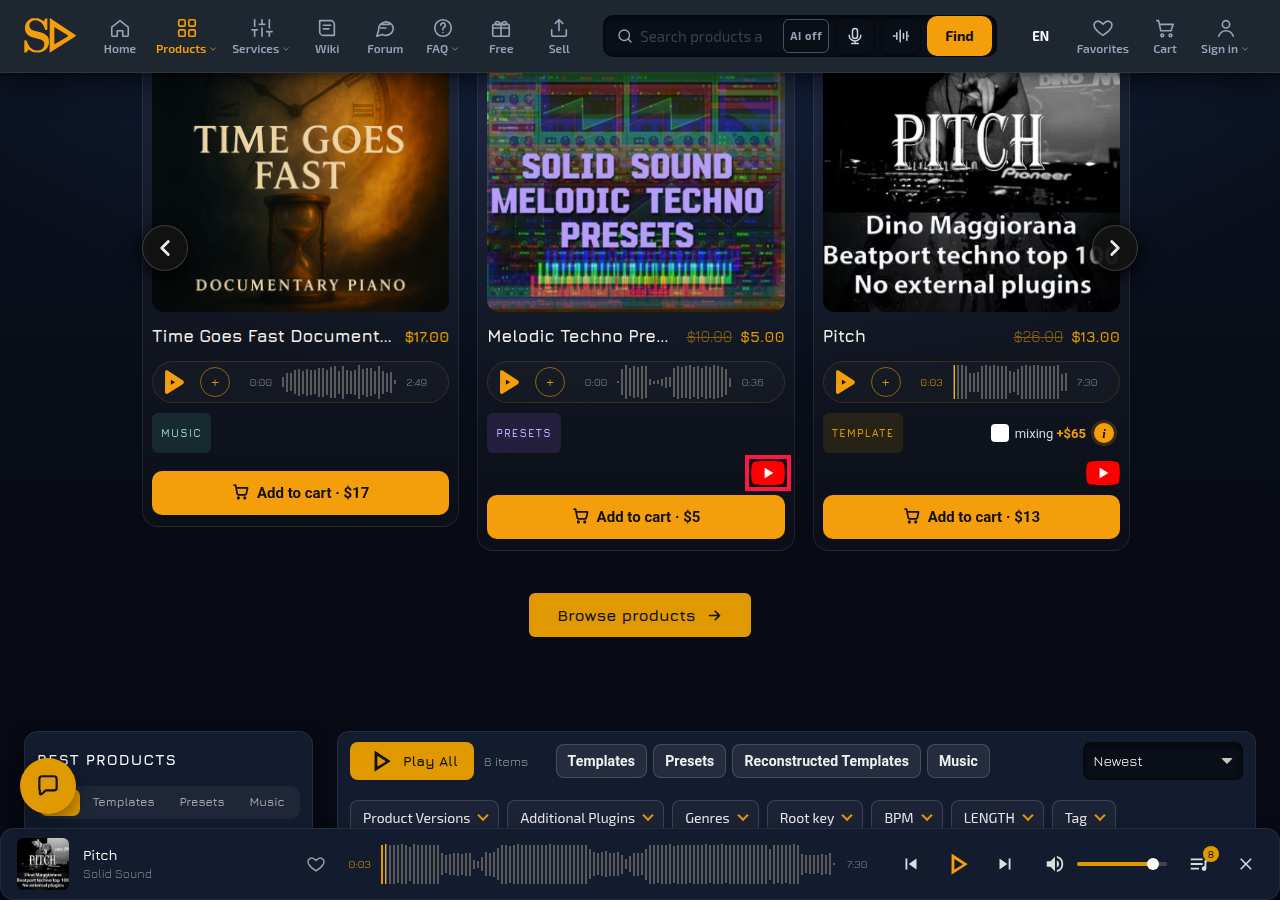 Home
Products
Services
Wiki
Forum
FAQ
Free
Sell
Search products a
AI off
Find
EN
Favorites
Cart
Sign in
TIME GOES
FAST
DOCUMENTARY PIANO
SOLID SOUND
MELODIC TECHNO
PRESETS
PITCH
Pioneer
Dino Maggiorana
Beatport techno top 10
No external plugins
Time Goes Fast Document... $17.00
Melodic Techno Pre... $10.00 $5.00
Pitch $26.00 $13.00
+ 0:00 2:49
+ 0:00 0:36
+ 0:03 7:30
MUSIC
PRESETS
TEMPLATE
mixing +$65 i
Add to cart · $17
Add to cart · $5
Add to cart · $13
Browse products
BEST PRODUCTS
Templates
Presets
Music
Play All
8 items
Templates
Presets
Reconstructed Templates
Music
Newest
Product Versions
Additional Plugins
Genres
Root key
BPM
LENGTH
Tag
Pitch
Solid Sound
0:03
7:30
8